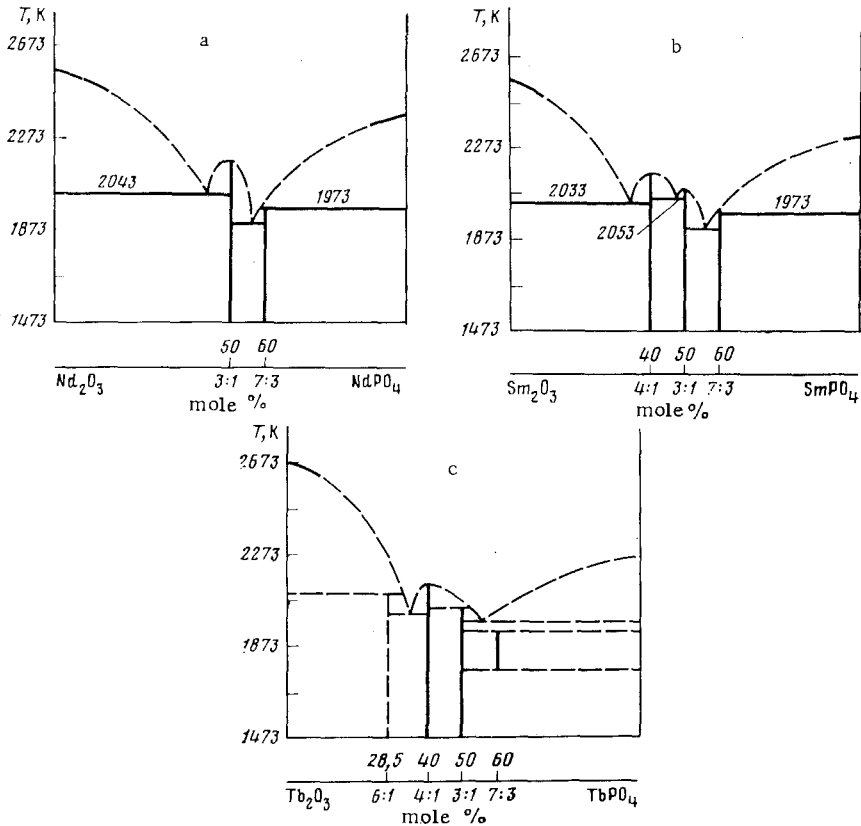 T, K
a
2673
2273
1873
1473
2043
1973
50 60
Nd₂O₃ 3:1 7:3 NdPO₄
mole %
T, K
b
2673
2273
1873
1473
2033
2053
1973
40 50 60
Sm₂O₃ 4:1 3:1 7:3 SmPO₄
mole %
T, K
c
2673
2273
1873
1473
28,5 40 50 60
Tb₂O₃ 6:1 4:1 3:1 7:3 TbPO₄
mole %